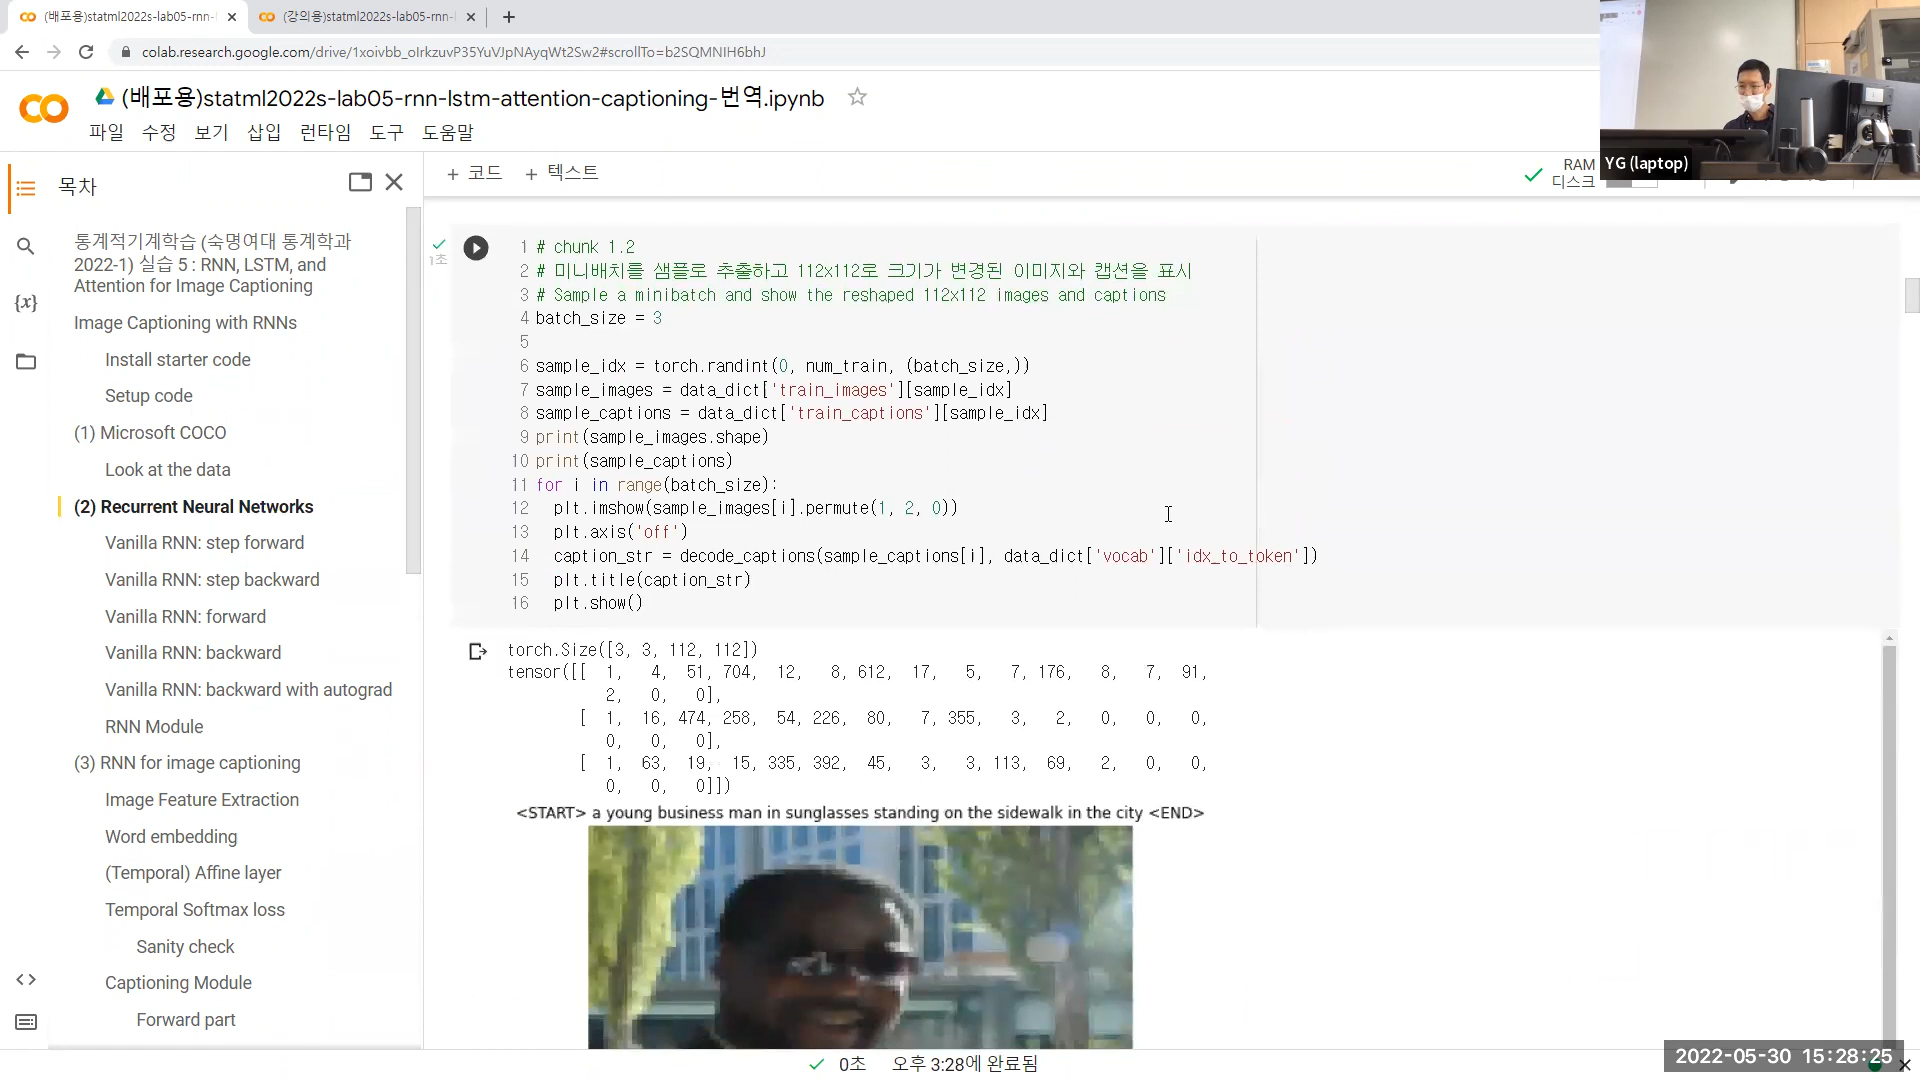 (배포용)statml2022s-lab05-rnn-
(강의용)statml2022s-lab05-rnn-
colab.research.google.com/drive/1xoivbb_oIrkzuvP35YuVJpNAyqWt2Sw2#scrollTo=b2SQMNIH6bhJ
(배포용)statml2022s-lab05-rnn-lstm-attention-captioning-번역.ipynb
파일 수정 보기 삽입 런타임 도구 도움말
YG (laptop)
목차
+ 코드 + 텍스트
RAM
디스크
통계적기계학습 (숙명여대 통계학과
2022-1) 실습 5 : RNN, LSTM, and
Attention for Image Captioning
Image Captioning with RNNs
Install starter code
Setup code
(1) Microsoft COCO
Look at the data
(2) Recurrent Neural Networks
Vanilla RNN: step forward
Vanilla RNN: step backward
Vanilla RNN: forward
Vanilla RNN: backward
Vanilla RNN: backward with autograd
RNN Module
(3) RNN for image captioning
Image Feature Extraction
Word embedding
(Temporal) Affine layer
Temporal Softmax loss
Sanity check
Captioning Module
Forward part
1초
1 # chunk 1.2
2 # 미니배치를 샘플로 추출하고 112x112로 크기가 변경된 이미지와 캡션을 표시
3 # Sample a minibatch and show the reshaped 112x112 images and captions
4 batch_size = 3
5
6 sample_idx = torch.randint(0, num_train, (batch_size,))
7 sample_images = data_dict['train_images'][sample_idx]
8 sample_captions = data_dict['train_captions'][sample_idx]
9 print(sample_images.shape)
10 print(sample_captions)
11 for i in range(batch_size):
12 plt.imshow(sample_images[i].permute(1, 2, 0))
13 plt.axis('off')
14 caption_str = decode_captions(sample_captions[i], data_dict['vocab']['idx_to_token'])
15 plt.title(caption_str)
16 plt.show()
torch.Size([3, 3, 112, 112])
tensor([[ 1, 4, 51, 704, 12, 8, 612, 17, 5, 7, 176, 8, 7, 91,
2, 0, 0],
[ 1, 16, 474, 258, 54, 226, 80, 7, 355, 3, 2, 0, 0, 0,
0, 0, 0],
[ 1, 63, 19, 15, 335, 392, 45, 3, 3, 113, 69, 2, 0, 0,
0, 0, 0]])
<START> a young business man in sunglasses standing on the sidewalk in the city <END>
0초 오후 3:28에 완료됨
2022-05-30 15:28:25